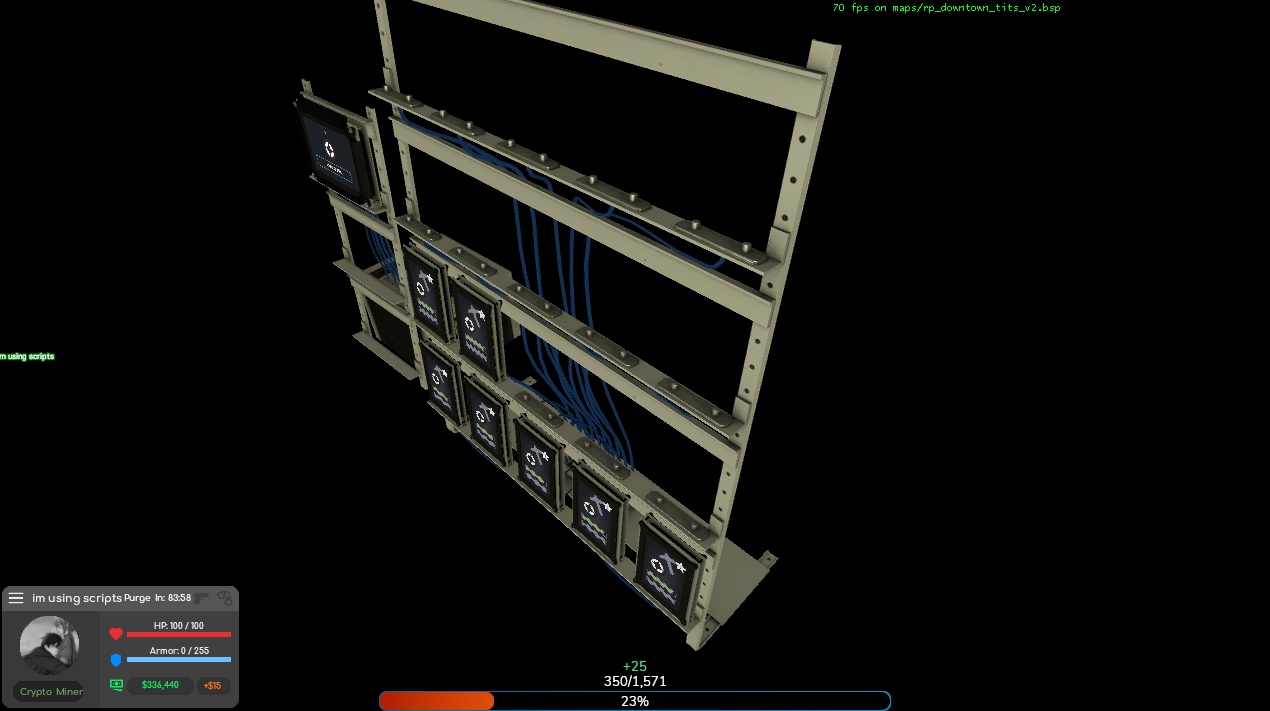 70 fps on maps/rp_downtown_tits_v2.bsp
m using scripts
im using scripts Purge In: 83:58
HP: 100 / 100
Armor: 0 / 255
$336,440 +$15
Crypto Miner
+25
350/1,571
23%